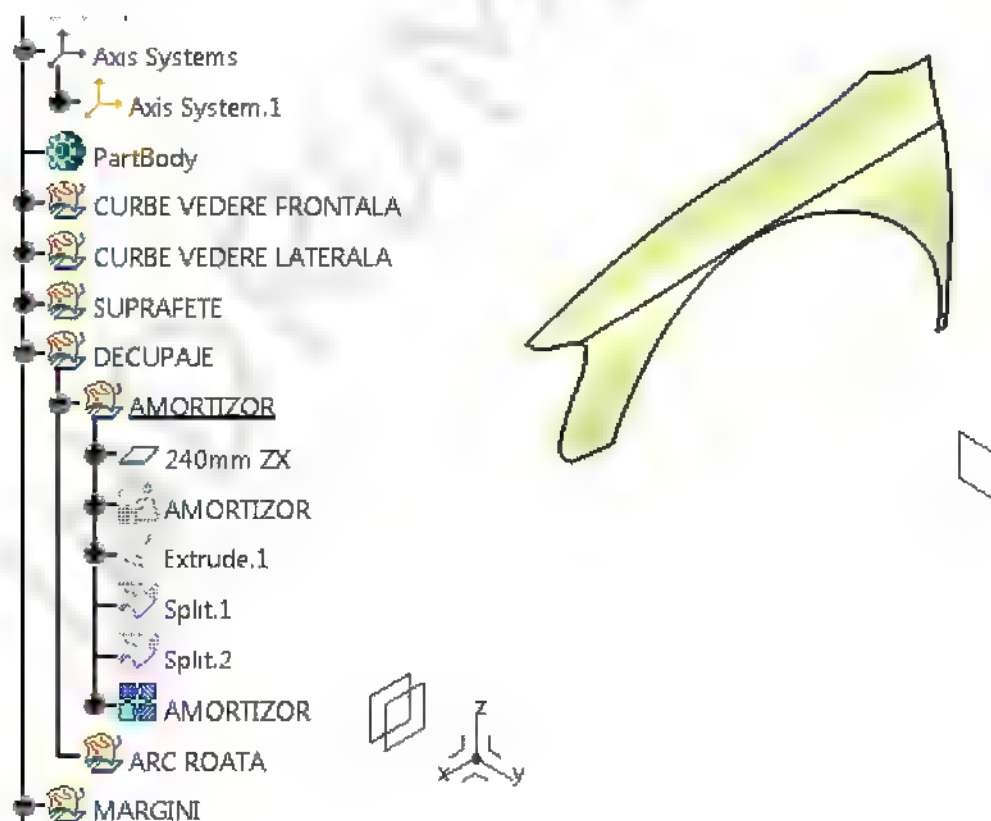 Axis Systems
Axis System.1
PartBody
CURBE VEDERE FRONTALA
CURBE VEDERE LATERALA
SUPRAFETE
DECUPAJE
AMORTIZOR
240mm ZX
AMORTIZOR
Extrude.1
Split.1
Split.2
AMORTIZOR
z
ARC ROATA
x y
MARGINI